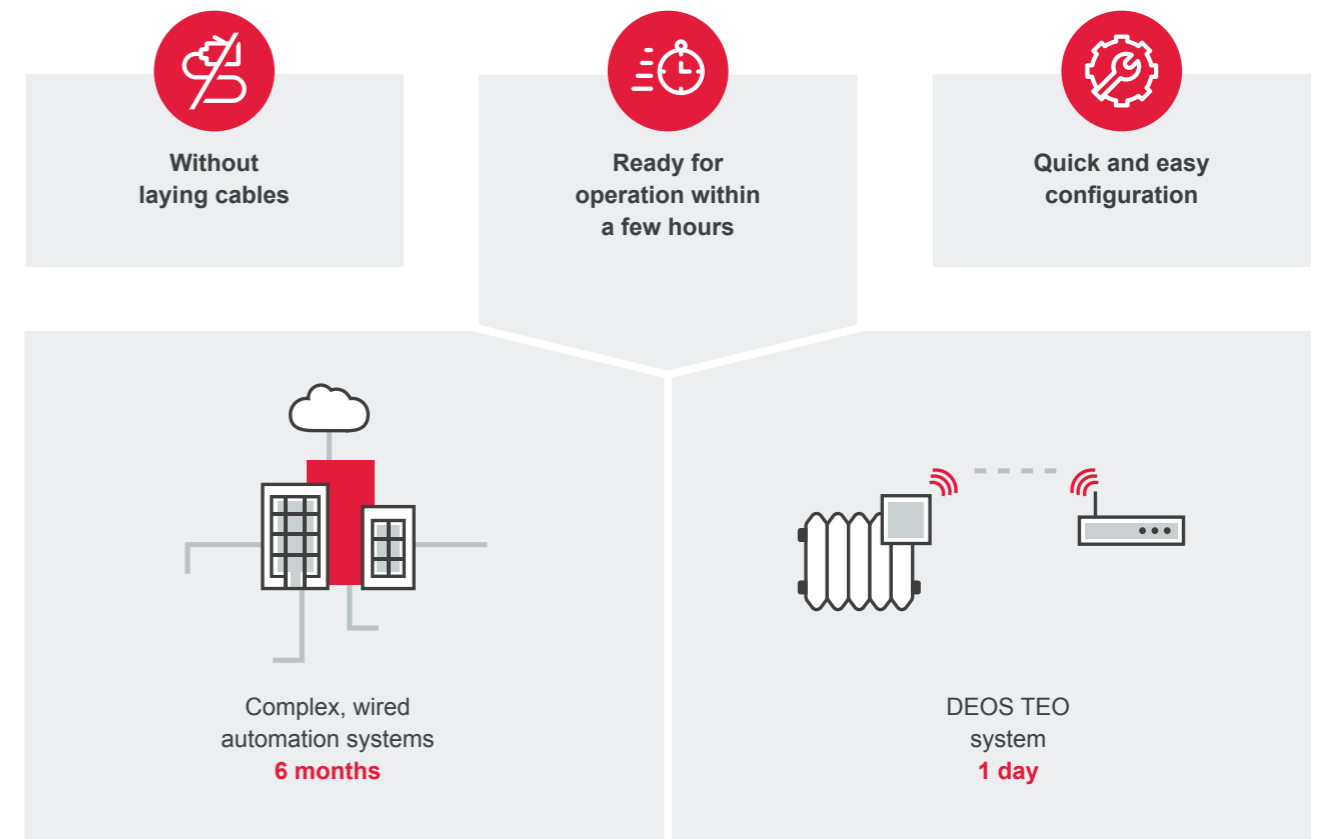 Without
laying cables
Ready for
operation within
a few hours
Quick and easy
configuration
Complex, wired
automation systems
6 months
DEOS TEO
system
1 day